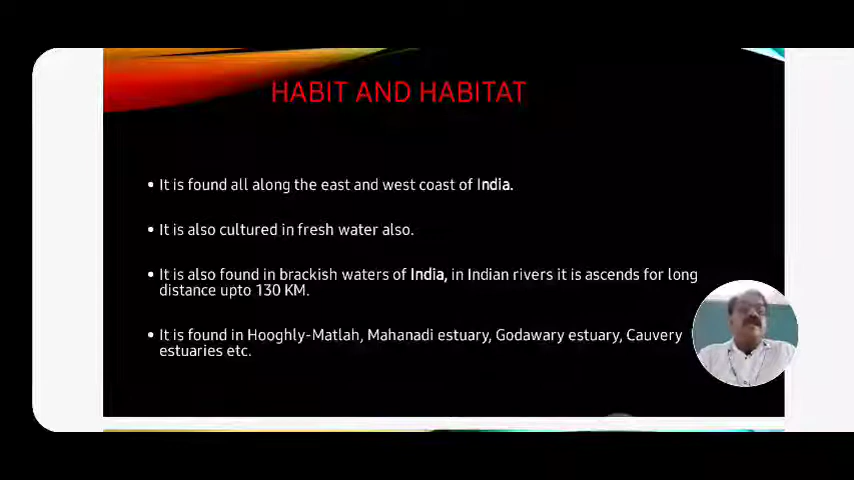 HABIT AND HABITAT
• It is found all along the east and west coast of India.
• It is also cultured in fresh water also.
• It is also found in brackish waters of India, in Indian rivers it is ascends for long
distance upto 130 KM.
• It is found in Hooghly-Matlah, Mahanadi estuary, Godawary estuary, Cauvery
estuaries etc.